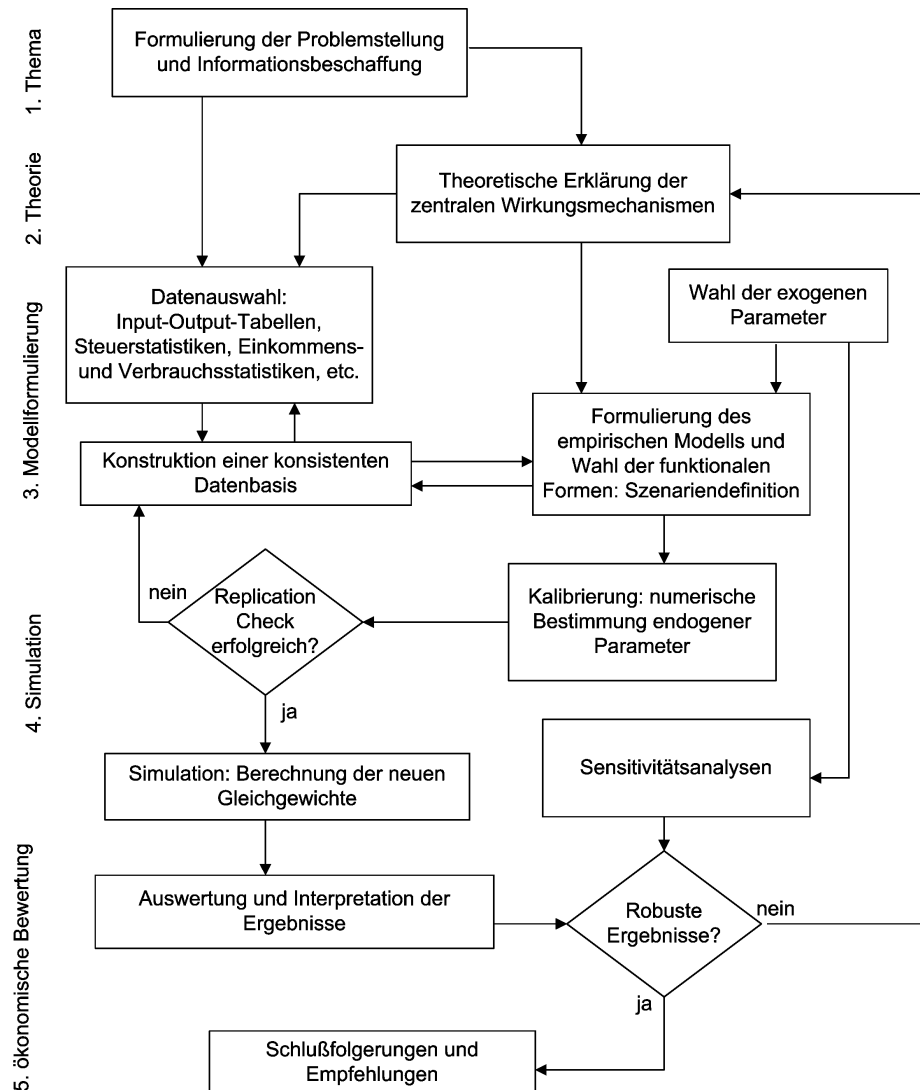 1. Thema
Formulierung der Problemstellung
und Informationsbeschaffung
2. Theorie
Theoretische Erklärung der
zentralen Wirkungsmechanismen
3. Modellformulierung
Datenauswahl:
Input-Output-Tabellen,
Steuerstatistiken, Einkommens-
und Verbrauchsstatistiken, etc.
Wahl der exogenen
Parameter
Konstruktion einer konsistenten
Datenbasis
Formulierung des
empirischen Modells und
Wahl der funktionalen
Formen: Szenariendefinition
4. Simulation
nein
Replication
Check
erfolgreich?
ja
Kalibrierung: numerische
Bestimmung endogener
Parameter
Simulation: Berechnung der neuen
Gleichgewichte
Sensitivitätsanalysen
5. ökonomische Bewertung
Auswertung und Interpretation der
Ergebnisse
Robuste
Ergebnisse?
nein
ja
Schlußfolgerungen und
Empfehlungen